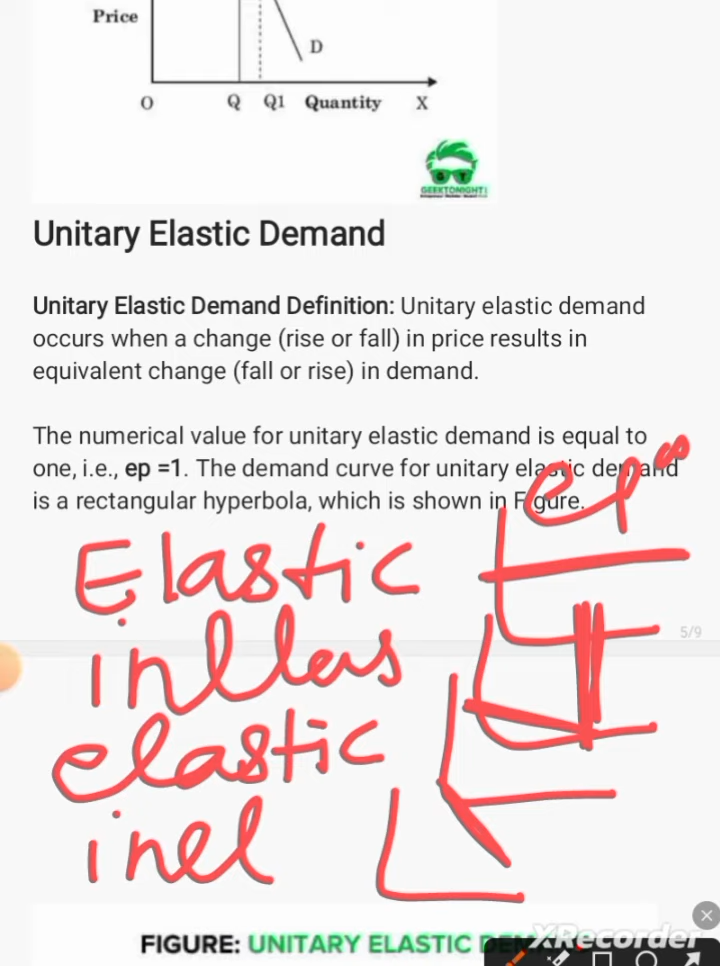 Price
D
O Q Q1 Quantity X
GEEKTONIGHT
Unitary Elastic Demand
Unitary Elastic Demand Definition: Unitary elastic demand
occurs when a change (rise or fall) in price results in
equivalent change (fall or rise) in demand.
The numerical value for unitary elastic demand is equal to
one, i.e., ep =1. The demand curve for unitary elastic demand
is a rectangular hyperbola, which is shown in Figure.
ep ∞
Elastic
5/9
elastic
inel
FIGURE: UNITARY ELASTIC
XRecorder